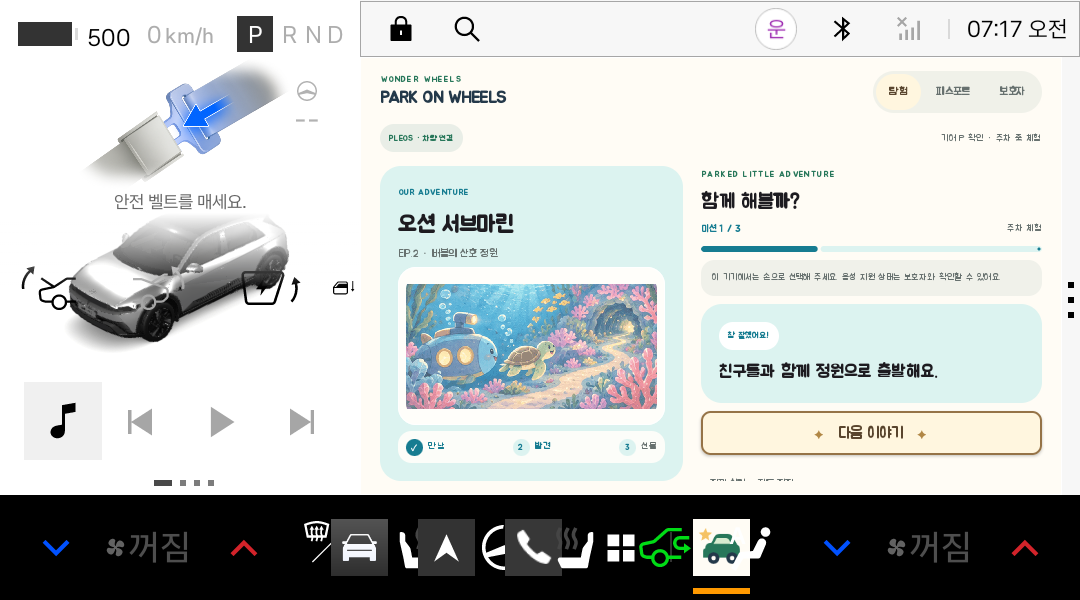 500
0 km/h
P R N D
운
07:17 오전
안전 벨트를 매세요.
WONDER WHEELS
PARK ON WHEELS
탐험
패스포트
보호자
PLEOS · 차량 연결
기어 P 확인 · 주차 중 체험
OUR ADVENTURE
오션 서브마린
EP.2 · 버블의 산호 정원
✓ 만남
2 발견
3 선물
PARKED LITTLE ADVENTURE
함께 해볼까?
미션 1 / 3
주차 체험
이 기기에서는 손으로 선택해 주세요. 음성 지원 상태는 보호자와 확인할 수 있어요.
참 잘했어요!
친구들과 함께 정원으로 출발해요.
다음 이야기
꺼짐
꺼짐